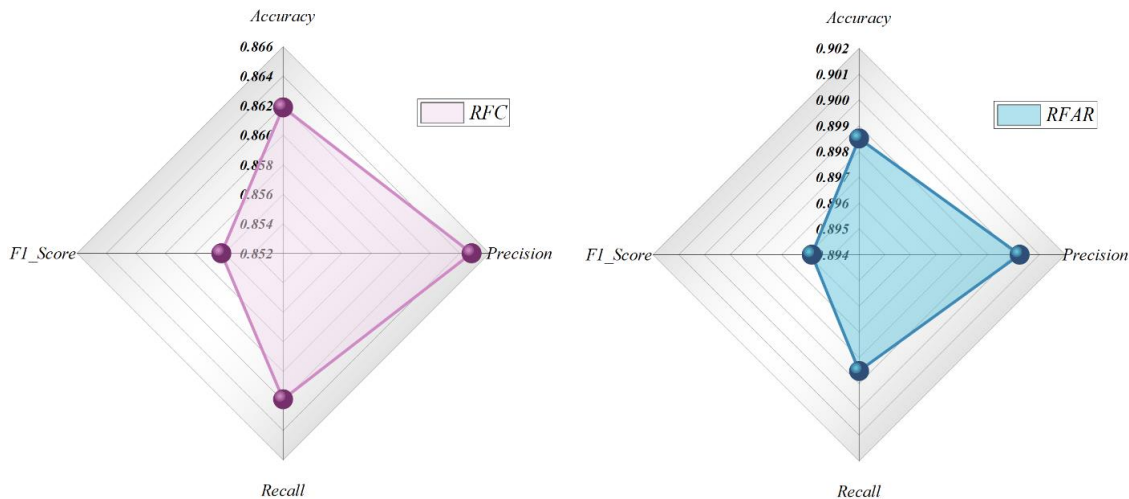 Accuracy
0.866
0.864
0.862
0.860
0.858
0.856
0.854
0.852
F1_Score
Precision
Recall
RFC
Accuracy
0.902
0.901
0.900
0.899
0.898
0.897
0.896
0.895
0.894
F1_Score
Precision
Recall
RFAR